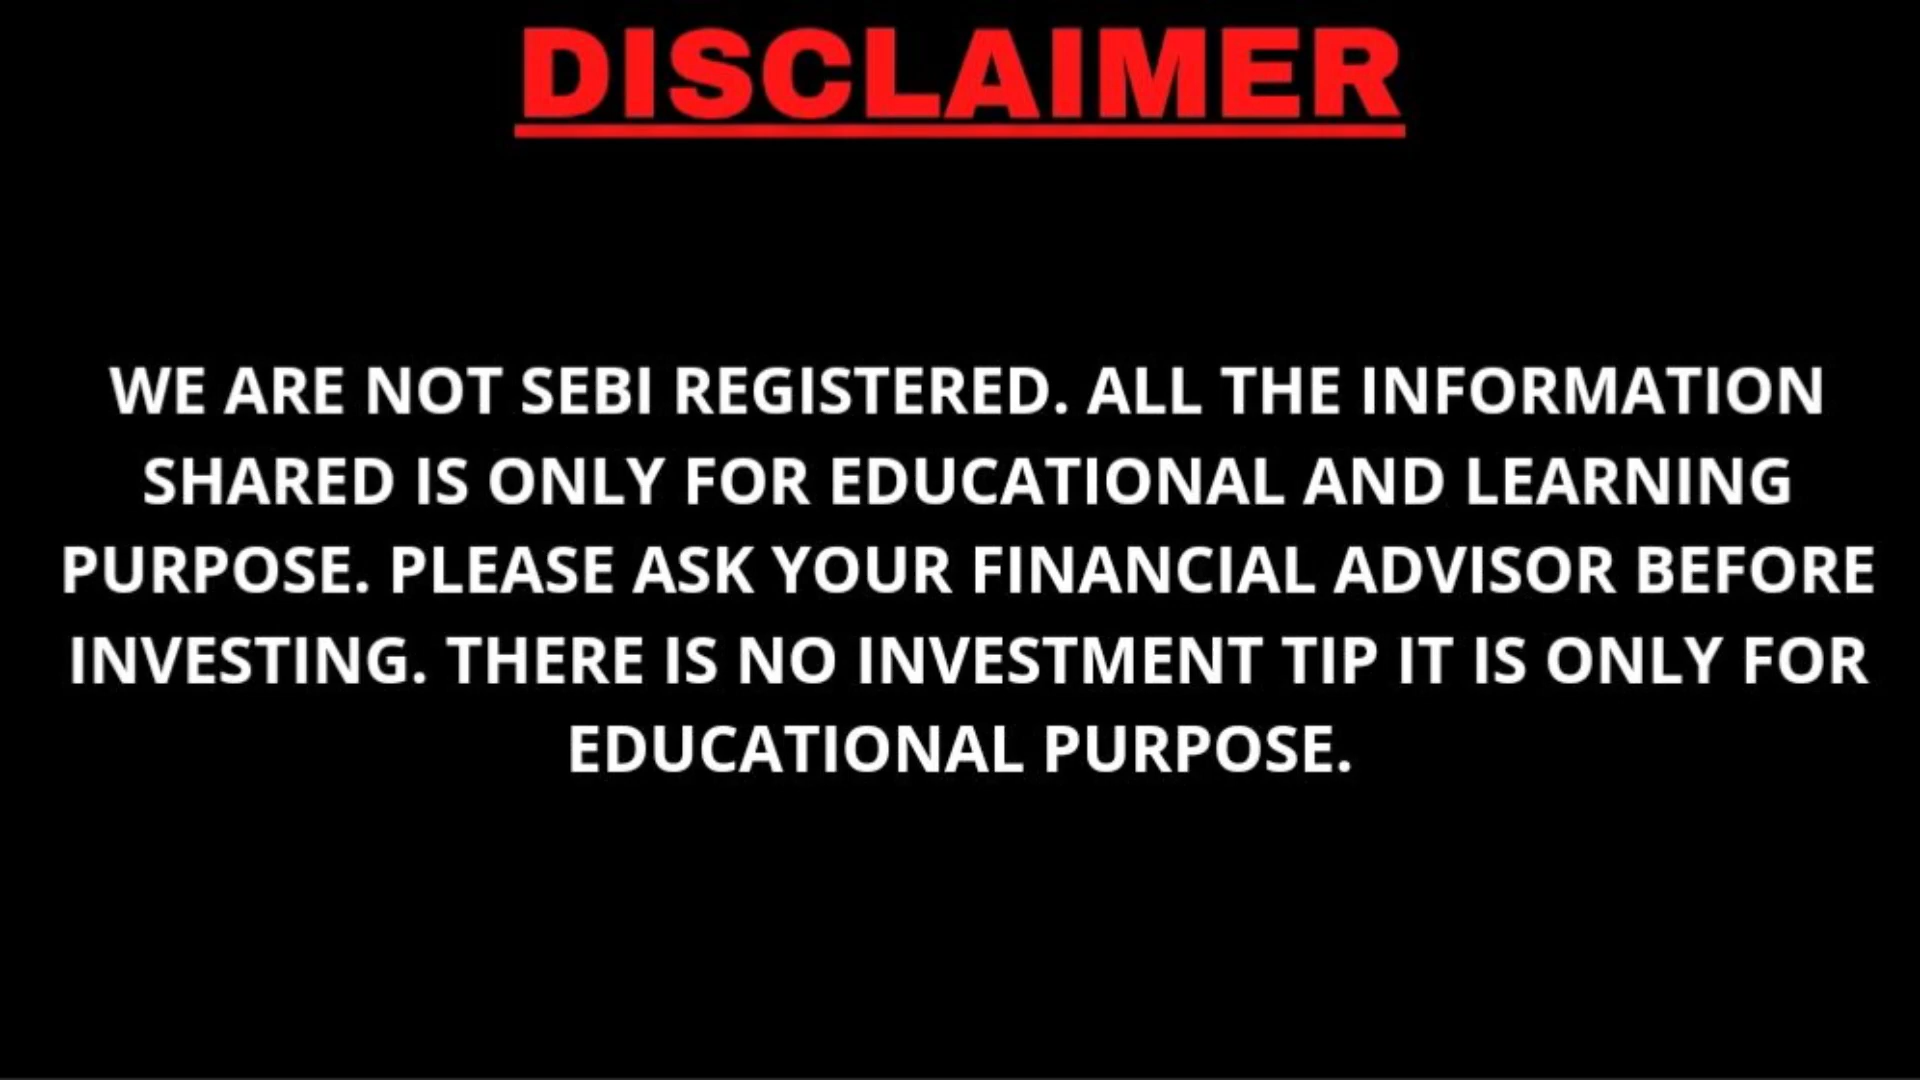 DISCLAIMER
WE ARE NOT SEBI REGISTERED. ALL THE INFORMATION
SHARED IS ONLY FOR EDUCATIONAL AND LEARNING
PURPOSE. PLEASE ASK YOUR FINANCIAL ADVISOR BEFORE
INVESTING. THERE IS NO INVESTMENT TIP IT IS ONLY FOR
EDUCATIONAL PURPOSE.